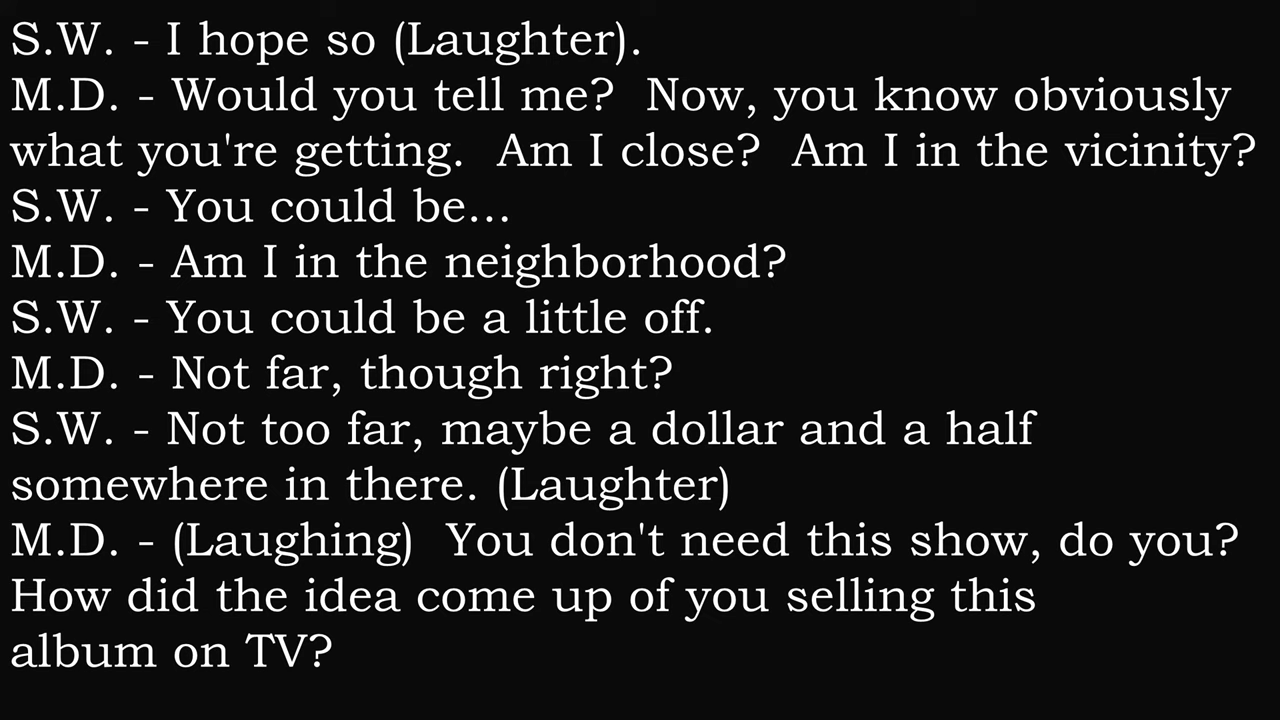 S.W. - I hope so (Laughter).
M.D. - Would you tell me?  Now, you know obviously
what you're getting.  Am I close?  Am I in the vicinity?
S.W. - You could be...
M.D. - Am I in the neighborhood?
S.W. - You could be a little off.
M.D. - Not far, though right?
S.W. - Not too far, maybe a dollar and a half
somewhere in there. (Laughter)
M.D. - (Laughing)  You don't need this show, do you?
How did the idea come up of you selling this
album on TV?